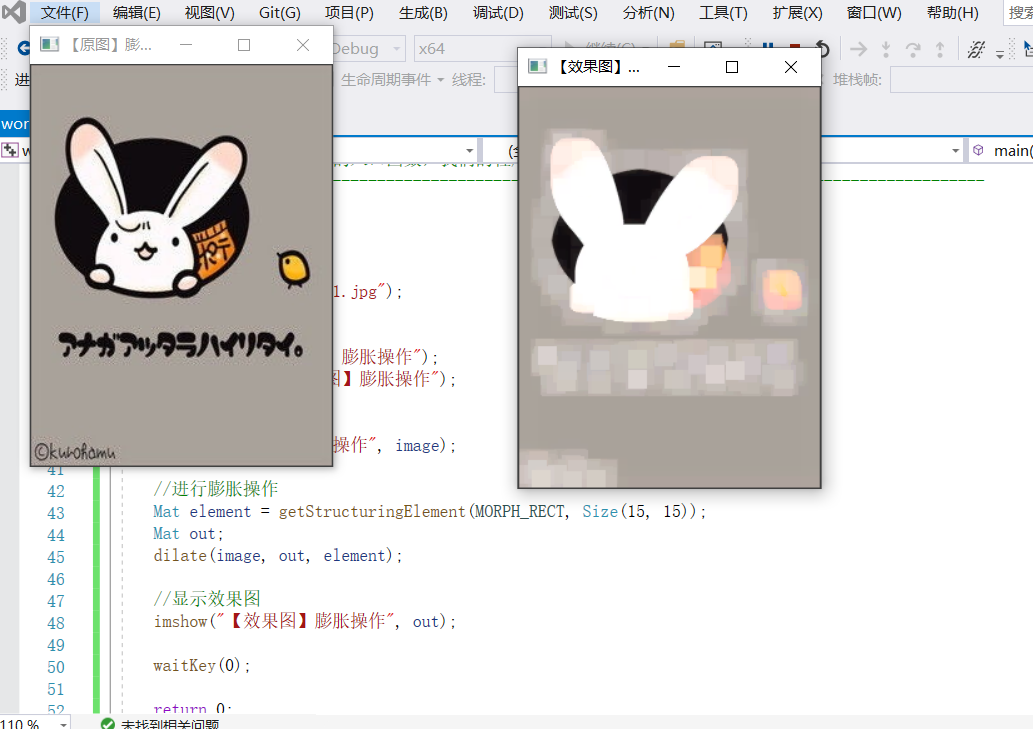 文件(F) 编辑(E) 视图(V) Git(G) 项目(P) 生成(B) 调试(D) 测试(S) 分析(N) 工具(T) 扩展(X) 窗口(W) 帮助(H) 搜索
【原图】膨...
Debug x64 继续(C)
【效果图】...
进 生命周期事件 线程: 堆栈帧:
wor
main(
1.jpg");
膨胀操作");
图】膨胀操作");
操作", image);
アナガアッタラハイリタイ。
©kurohamu
41
42 //进行膨胀操作
43 Mat element = getStructuringElement(MORPH_RECT, Size(15, 15));
44 Mat out;
45 dilate(image, out, element);
46
47 //显示效果图
48 imshow("【效果图】膨胀操作", out);
49
50 waitKey(0);
51
52 return 0;
110 % 未找到相关问题